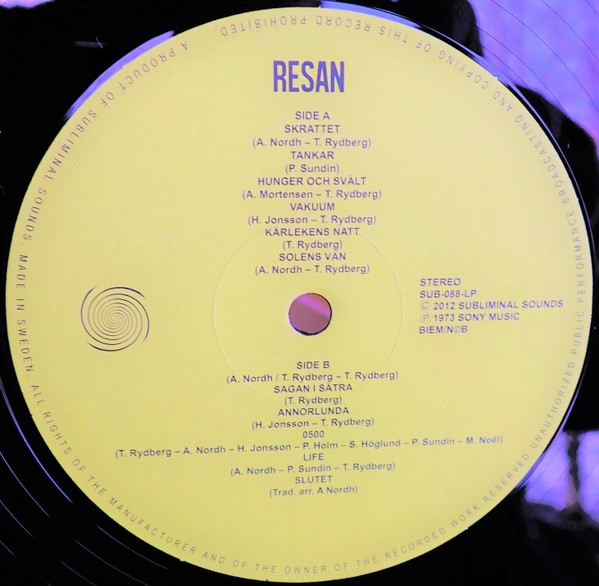 RESAN
SIDE A
SKRATTET
(A. Nordh – T. Rydberg)
TANKAR
(P. Sundin)
HUNGER OCH SVÄLT
(A. Mortensen – T. Rydberg)
VAKUUM
(H. Jonsson – T. Rydberg)
KÄRLEKENS NATT
(T. Rydberg)
SOLENS VÄN
(A. Nordh – T. Rydberg)
STEREO
SUB-088-LP
© 2012 SUBLIMINAL SOUNDS
℗ 1973 SONY MUSIC
BIEM/N©B
SIDE B
(A. Nordh / T. Rydberg – T. Rydberg)
SAGAN I SÄTRA
(T. Rydberg)
ANNORLUNDA
(H. Jonsson – T. Rydberg)
0500
(T. Rydberg – A. Nordh – H. Jonsson – P. Holm – S. Höglund – P. Sundin – M. Noël)
LIFE
(A. Nordh – P. Sundin – T. Rydberg)
SLUTET
(Trad. arr. A Nordh)
A PRODUCT OF SUBLIMINAL SOUNDS. MADE IN SWEDEN. ALL RIGHTS OF THE MANUFACTURER AND OF THE OWNER OF THE RECORDED WORK RESERVED UNAUTHORIZED PUBLIC PERFORMANCE BROADCASTING AND COPYING OF THIS RECORD PROHIBITED.